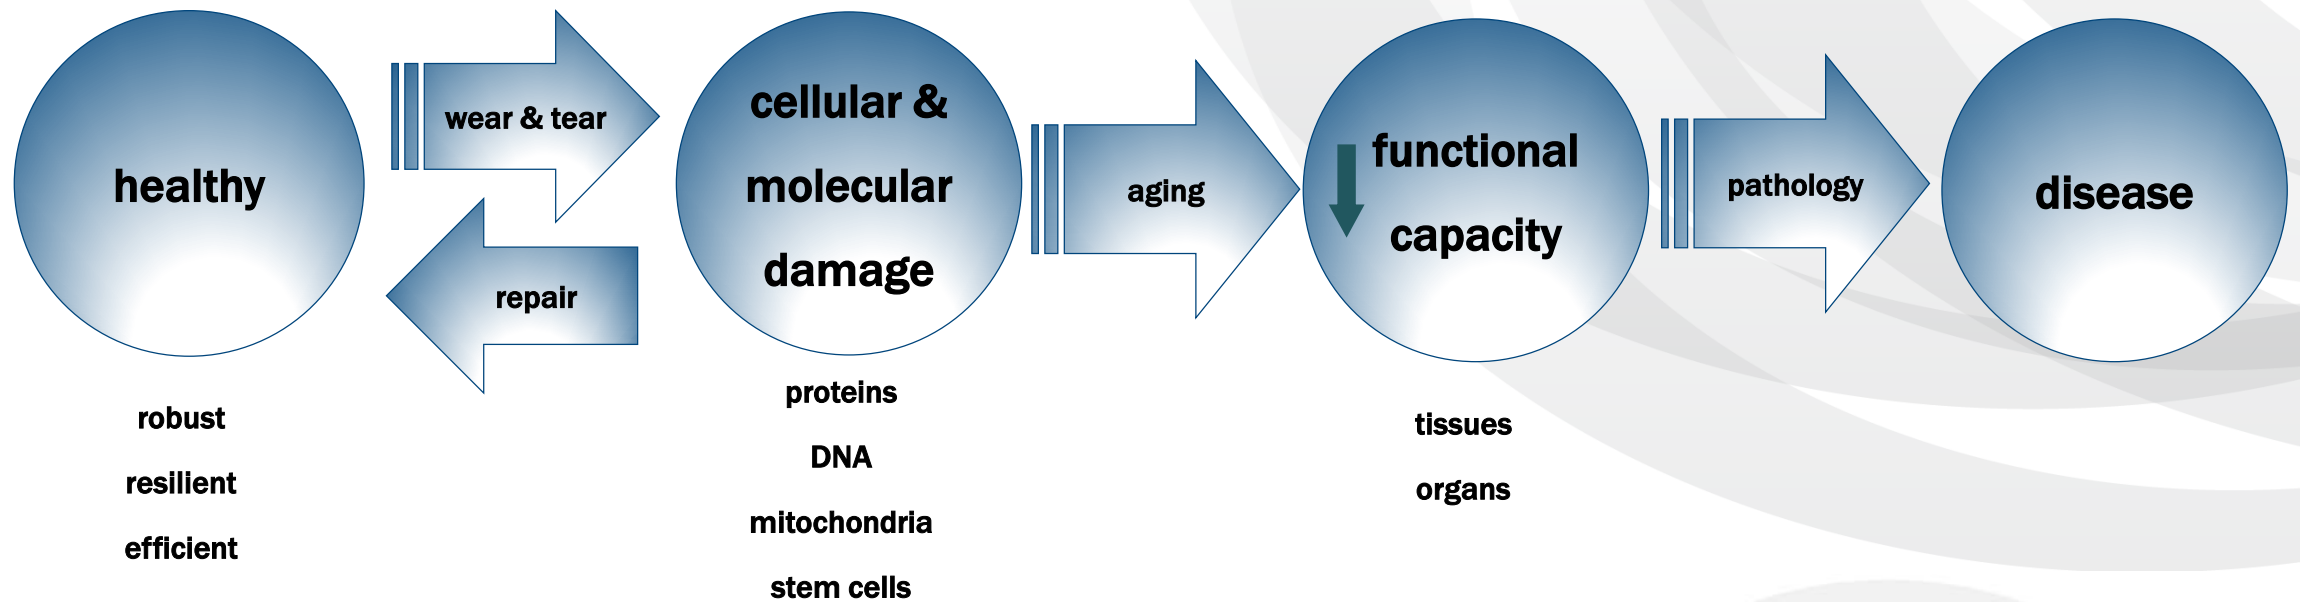 healthy
robust
resilient
efficient
wear & tear
repair
cellular &
molecular
damage
proteins
DNA
mitochondria
stem cells
aging
functional
capacity
tissues
organs
pathology
disease